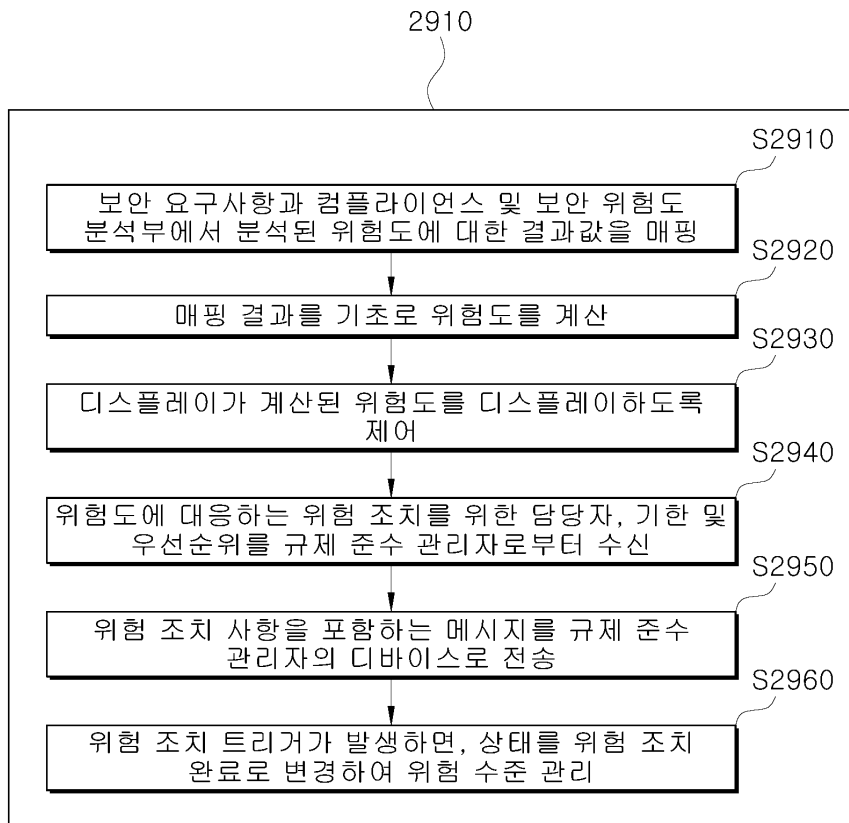 2910
S2910
보안 요구사항과 컴플라이언스 및 보안 위험도
분석부에서 분석된 위험도에 대한 결과값을 매핑
S2920
매핑 결과를 기초로 위험도를 계산
S2930
디스플레이가 계산된 위험도를 디스플레이하도록
제어
S2940
위험도에 대응하는 위험 조치를 위한 담당자, 기한 및
우선순위를 규제 준수 관리자로부터 수신
S2950
위험 조치 사항을 포함하는 메시지를 규제 준수
관리자의 디바이스로 전송
S2960
위험 조치 트리거가 발생하면, 상태를 위험 조치
완료로 변경하여 위험 수준 관리